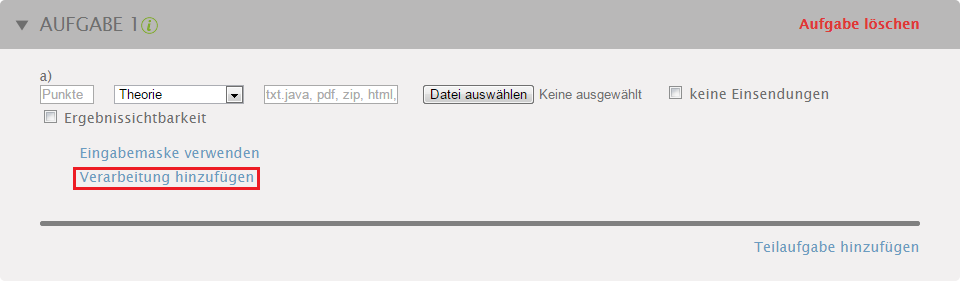 AUFGABE 1 i Aufgabe löschen
a)
Punkte Theorie txt.java, pdf, zip, html, Datei auswählen Keine ausgewählt keine Einsendungen
Ergebnissichtbarkeit
Eingabemaske verwenden
Verarbeitung hinzufügen
Teilaufgabe hinzufügen